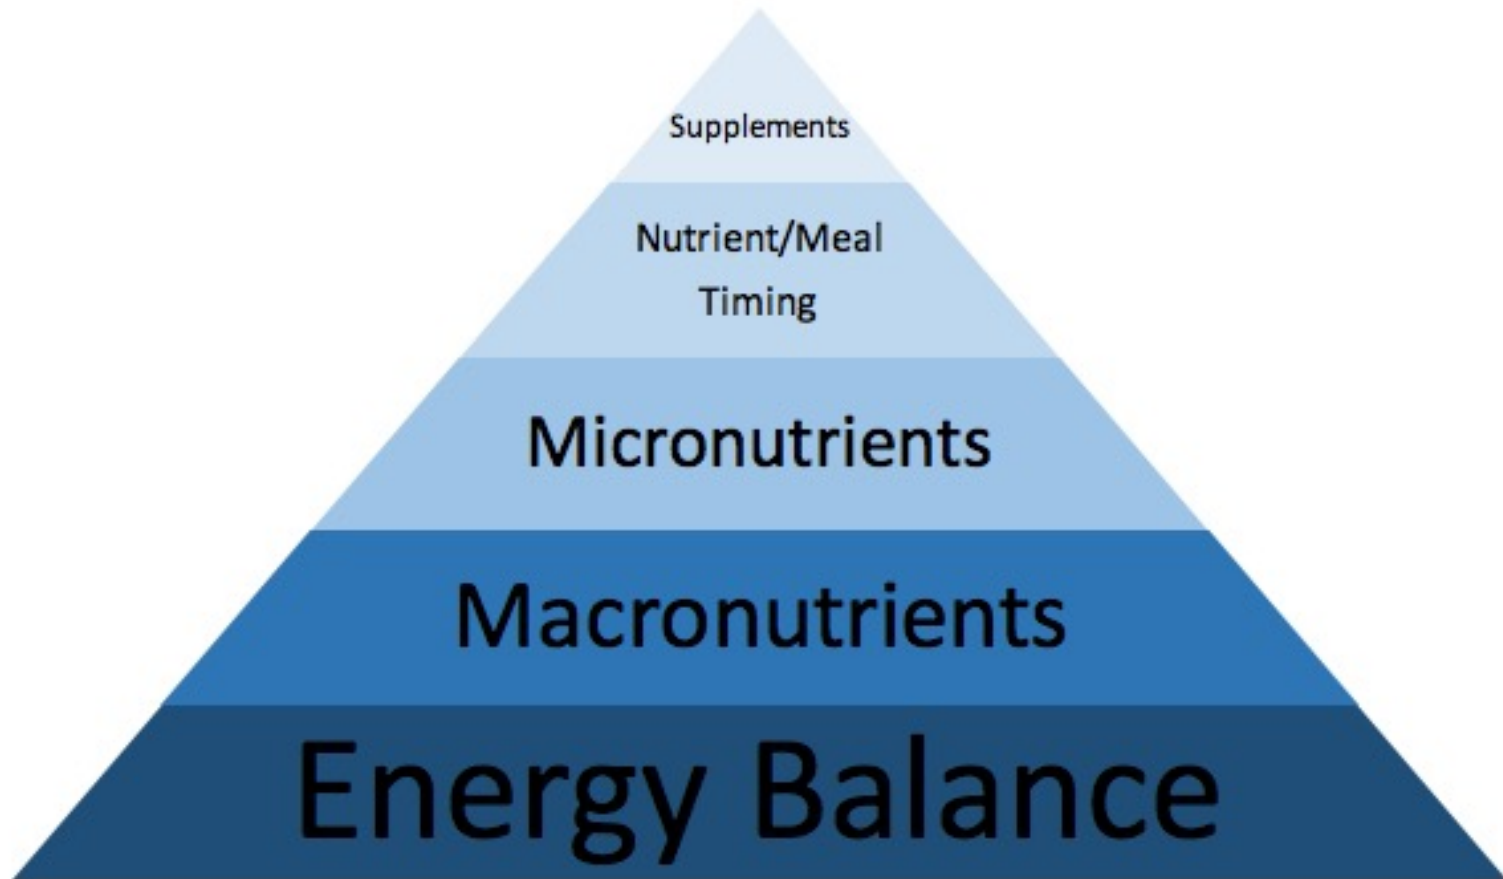 Supplements
Nutrient/Meal
Timing
Micronutrients
Macronutrients
Energy Balance